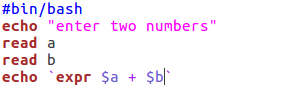 #bin/bash
echo "enter two numbers"
read a
read b
echo `expr $a + $b`